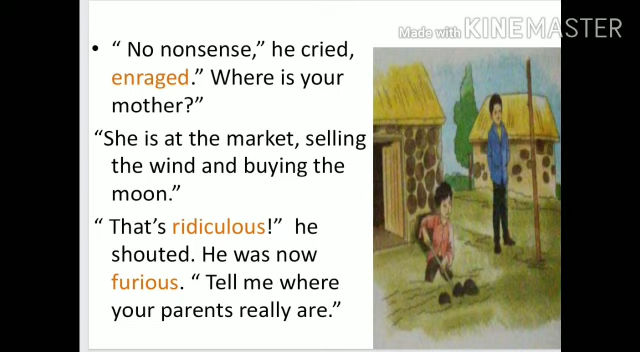 Made with KINEMASTER
• “ No nonsense,” he cried,
enraged.” Where is your
mother?”
“She is at the market, selling
the wind and buying the
moon.”
“ That’s ridiculous!”  he
shouted. He was now
furious. “ Tell me where
your parents really are.”